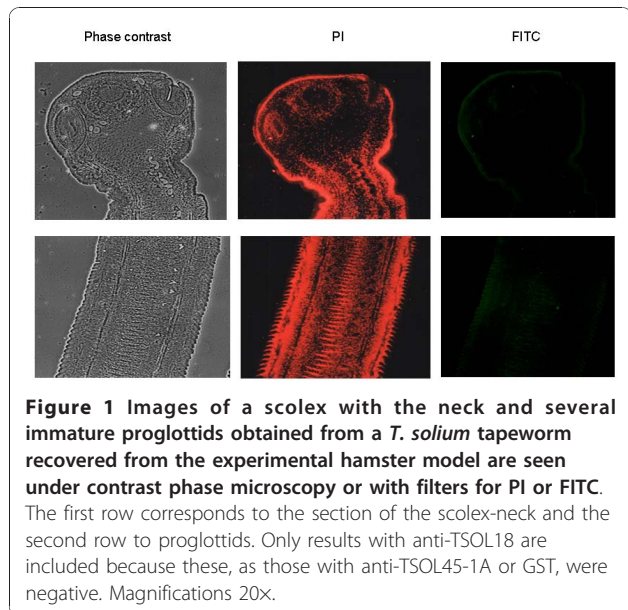 Phase contrast PI FITC
Figure 1 Images of a scolex with the neck and several
immature proglottids obtained from a T. solium tapeworm
recovered from the experimental hamster model are seen
under contrast phase microscopy or with filters for PI or FITC.
The first row corresponds to the section of the scolex-neck and the
second row to proglottids. Only results with anti-TSOL18 are
included because these, as those with anti-TSOL45-1A or GST, were
negative. Magnifications 20×.